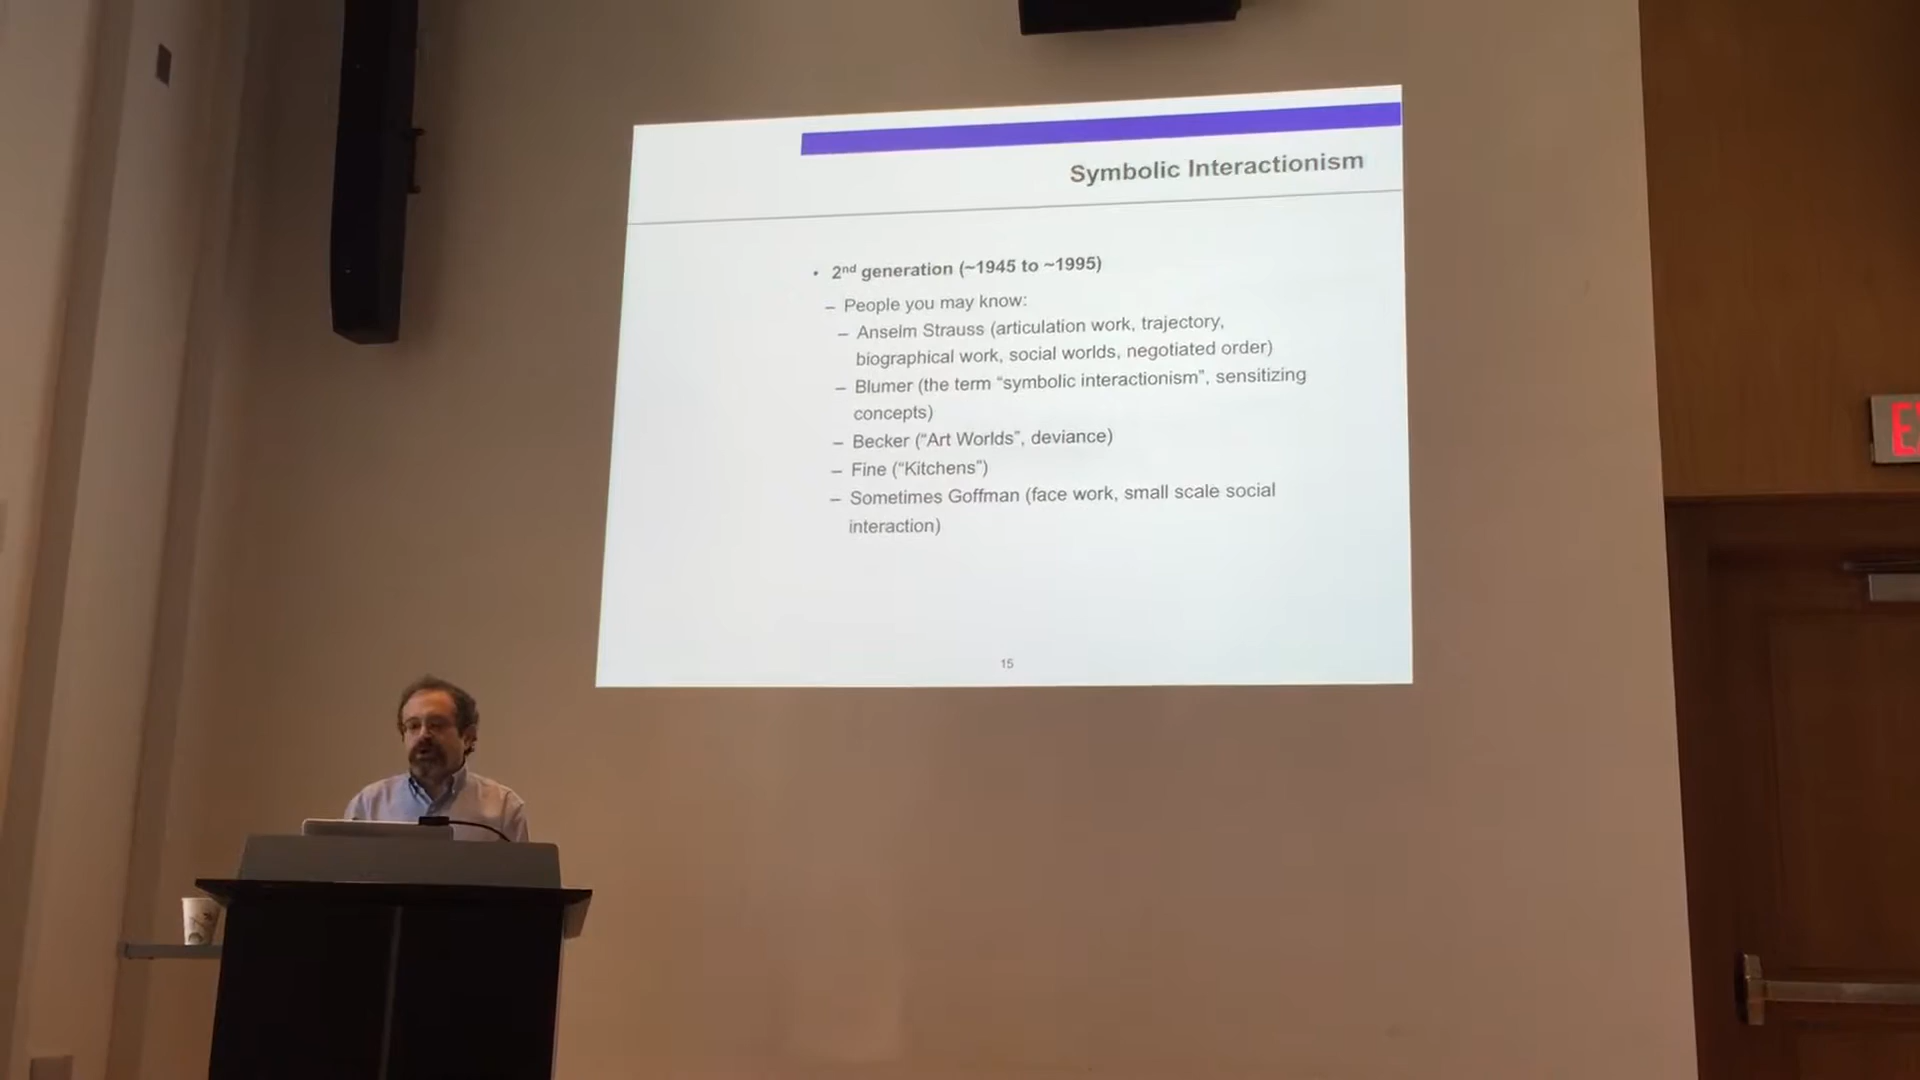 Symbolic Interactionism
• 2nd generation (~1945 to ~1995)
– People you may know:
– Anselm Strauss (articulation work, trajectory,
biographical work, social worlds, negotiated order)
– Blumer (the term “symbolic interactionism”, sensitizing
concepts)
– Becker (“Art Worlds”, deviance)
– Fine (“Kitchens”)
– Sometimes Goffman (face work, small scale social
interaction)
15